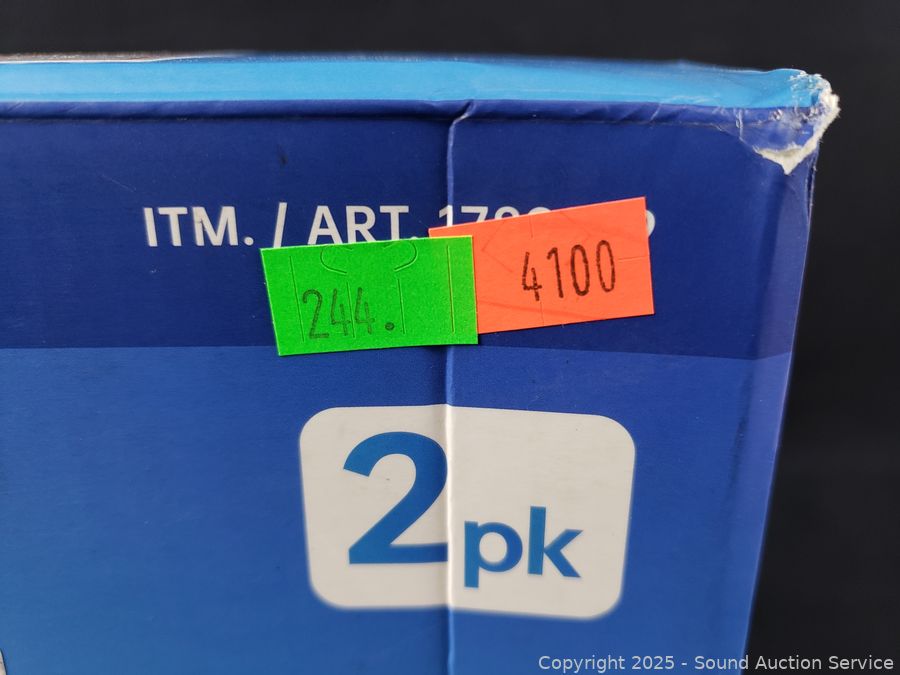 ITM. / ART.
244.
4100
2pk
Copyright 2025 - Sound Auction Service